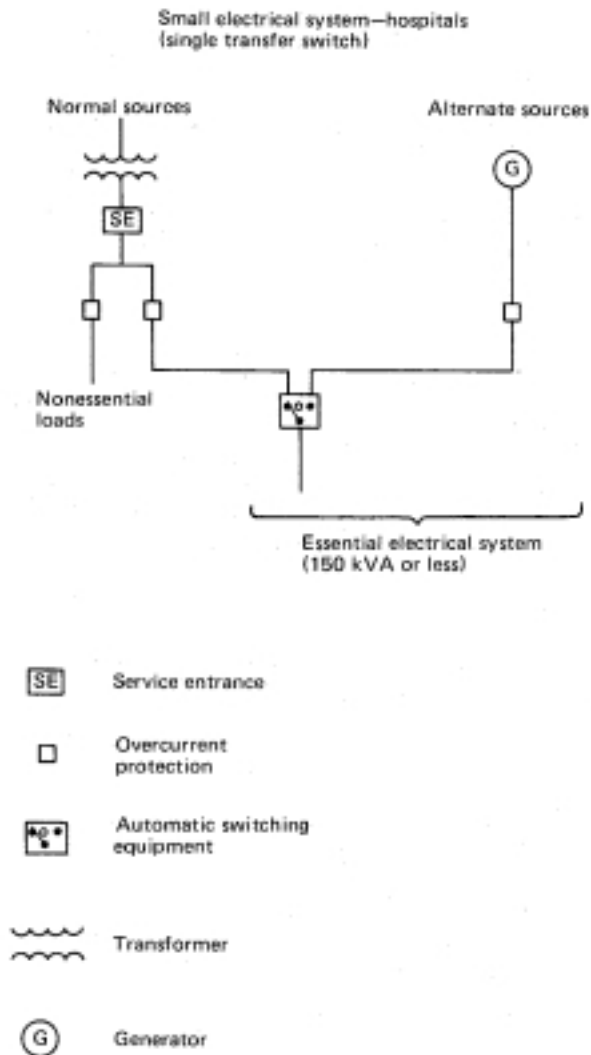 Small electrical system—hospitals
(single transfer switch)
Normal sources
Alternate sources
G
SE
Nonessential
loads
Essential electrical system
(150 kVA or less)
SE
Service entrance
Overcurrent
protection
Automatic switching
equipment
Transformer
G
Generator